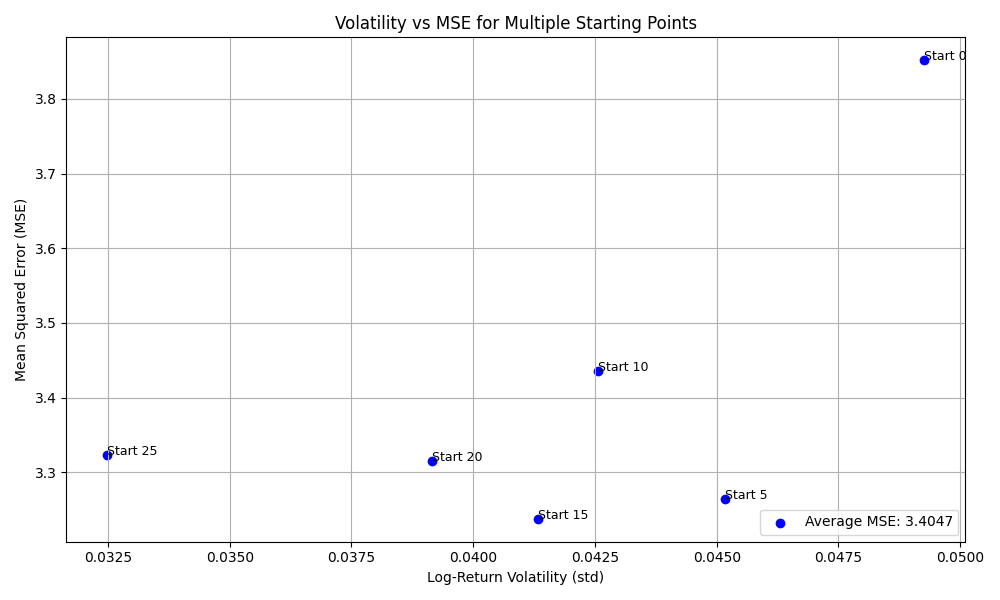 Volatility vs MSE for Multiple Starting Points
Mean Squared Error (MSE)
3.8
3.7
3.6
3.5
3.4
3.3
Start 0
Start 10
Start 25
Start 20
Start 5
Start 15
Average MSE: 3.4047
0.0325
0.0350
0.0375
0.0400
0.0425
0.0450
0.0475
0.0500
Log-Return Volatility (std)